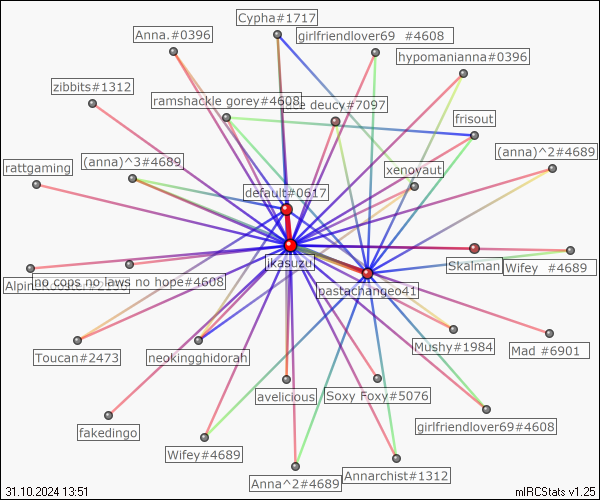 Cypha#1717
Anna.#0396
girlfriendlover69 #4608
hypomanianna#0396
zibbits#1312
ramshackle gorey#4608
deucy#7097
frisout
(anna)^2#4689
(anna)^3#4689
rattgaming
xenoyaut
default#0617
jkasuzu
Skalman
Wifey #4689
no cops no laws no hope#4608
pastachangeo41
Toucan#2473
neokingghidorah
Mushy#1984
Mad #6901
avelicious
Soxy Foxy#5076
fakedingo
girlfriendlover69#4608
Wifey#4689
Annarchist#1312
Anna^2#4689
31.10.2024 13:51
mIRCStats v1.25